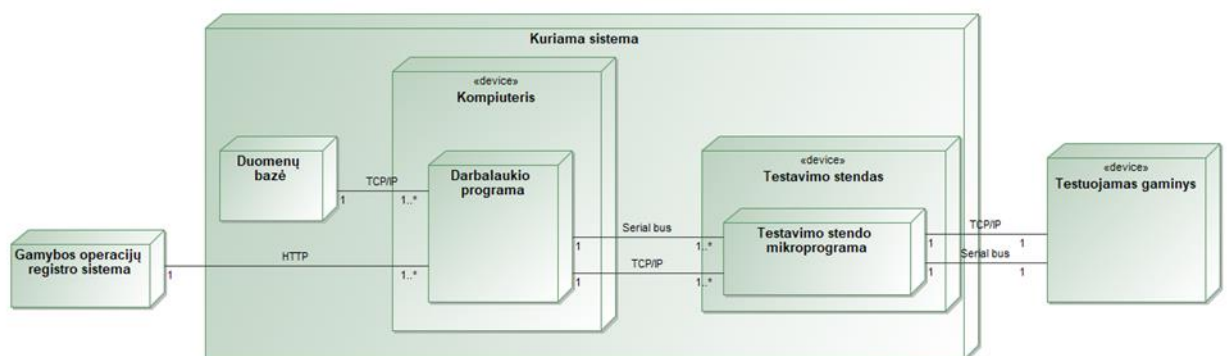 Kuriama sistema
«device»
Kompiuteris
Duomenų
bazė
TCP/IP
1
1..*
Darbalaukio
programa
Gamybos operacijų
registro sistema
HTTP
1
1..*
Serial bus
1
1..*
TCP/IP
1
1..*
«device»
Testavimo stendas
Testavimo stendo
mikroprograma
TCP/IP
1
1
Serial bus
1
1
«device»
Testuojamas gaminys